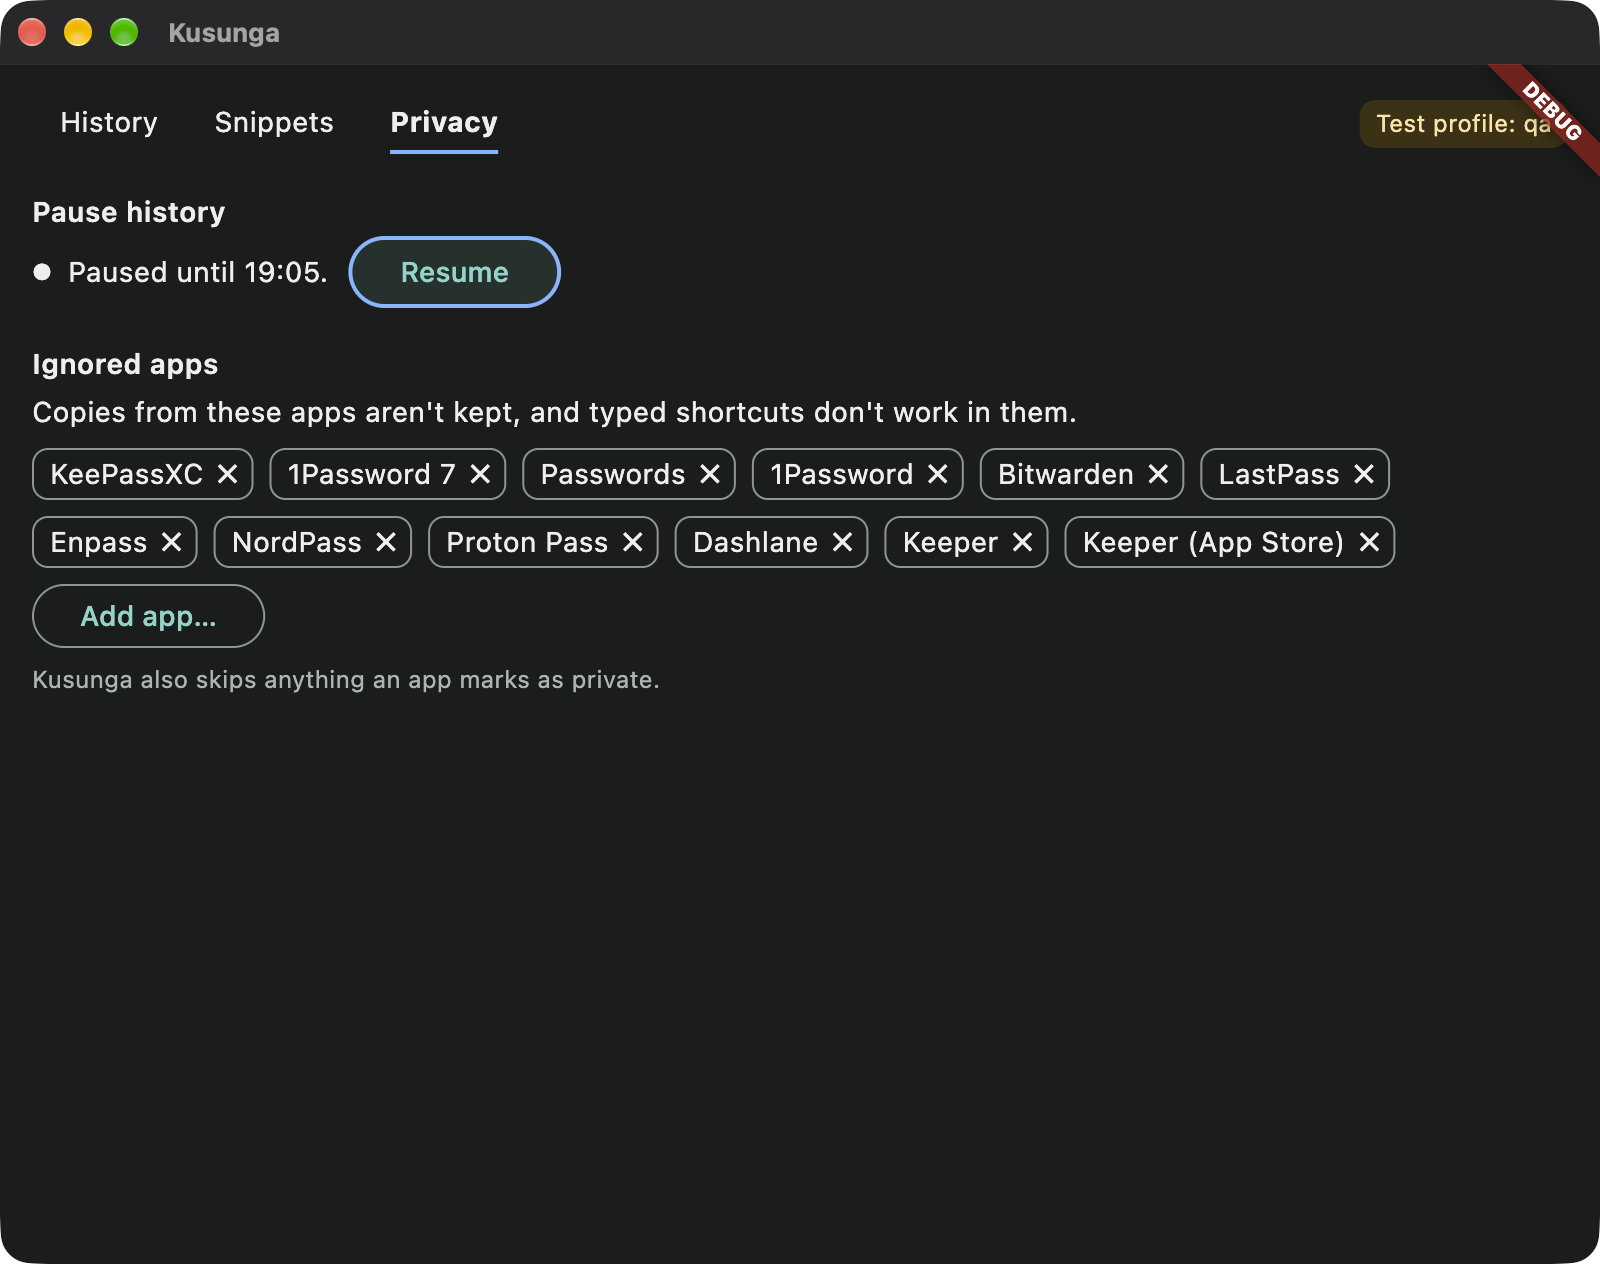 Kusunga
History Snippets Privacy Test profile: qa
DEBUG
Pause history
Paused until 19:05. Resume
Ignored apps
Copies from these apps aren't kept, and typed shortcuts don't work in them.
KeePassXC 1Password 7 Passwords 1Password Bitwarden LastPass
Enpass NordPass Proton Pass Dashlane Keeper Keeper (App Store)
Add app...
Kusunga also skips anything an app marks as private.